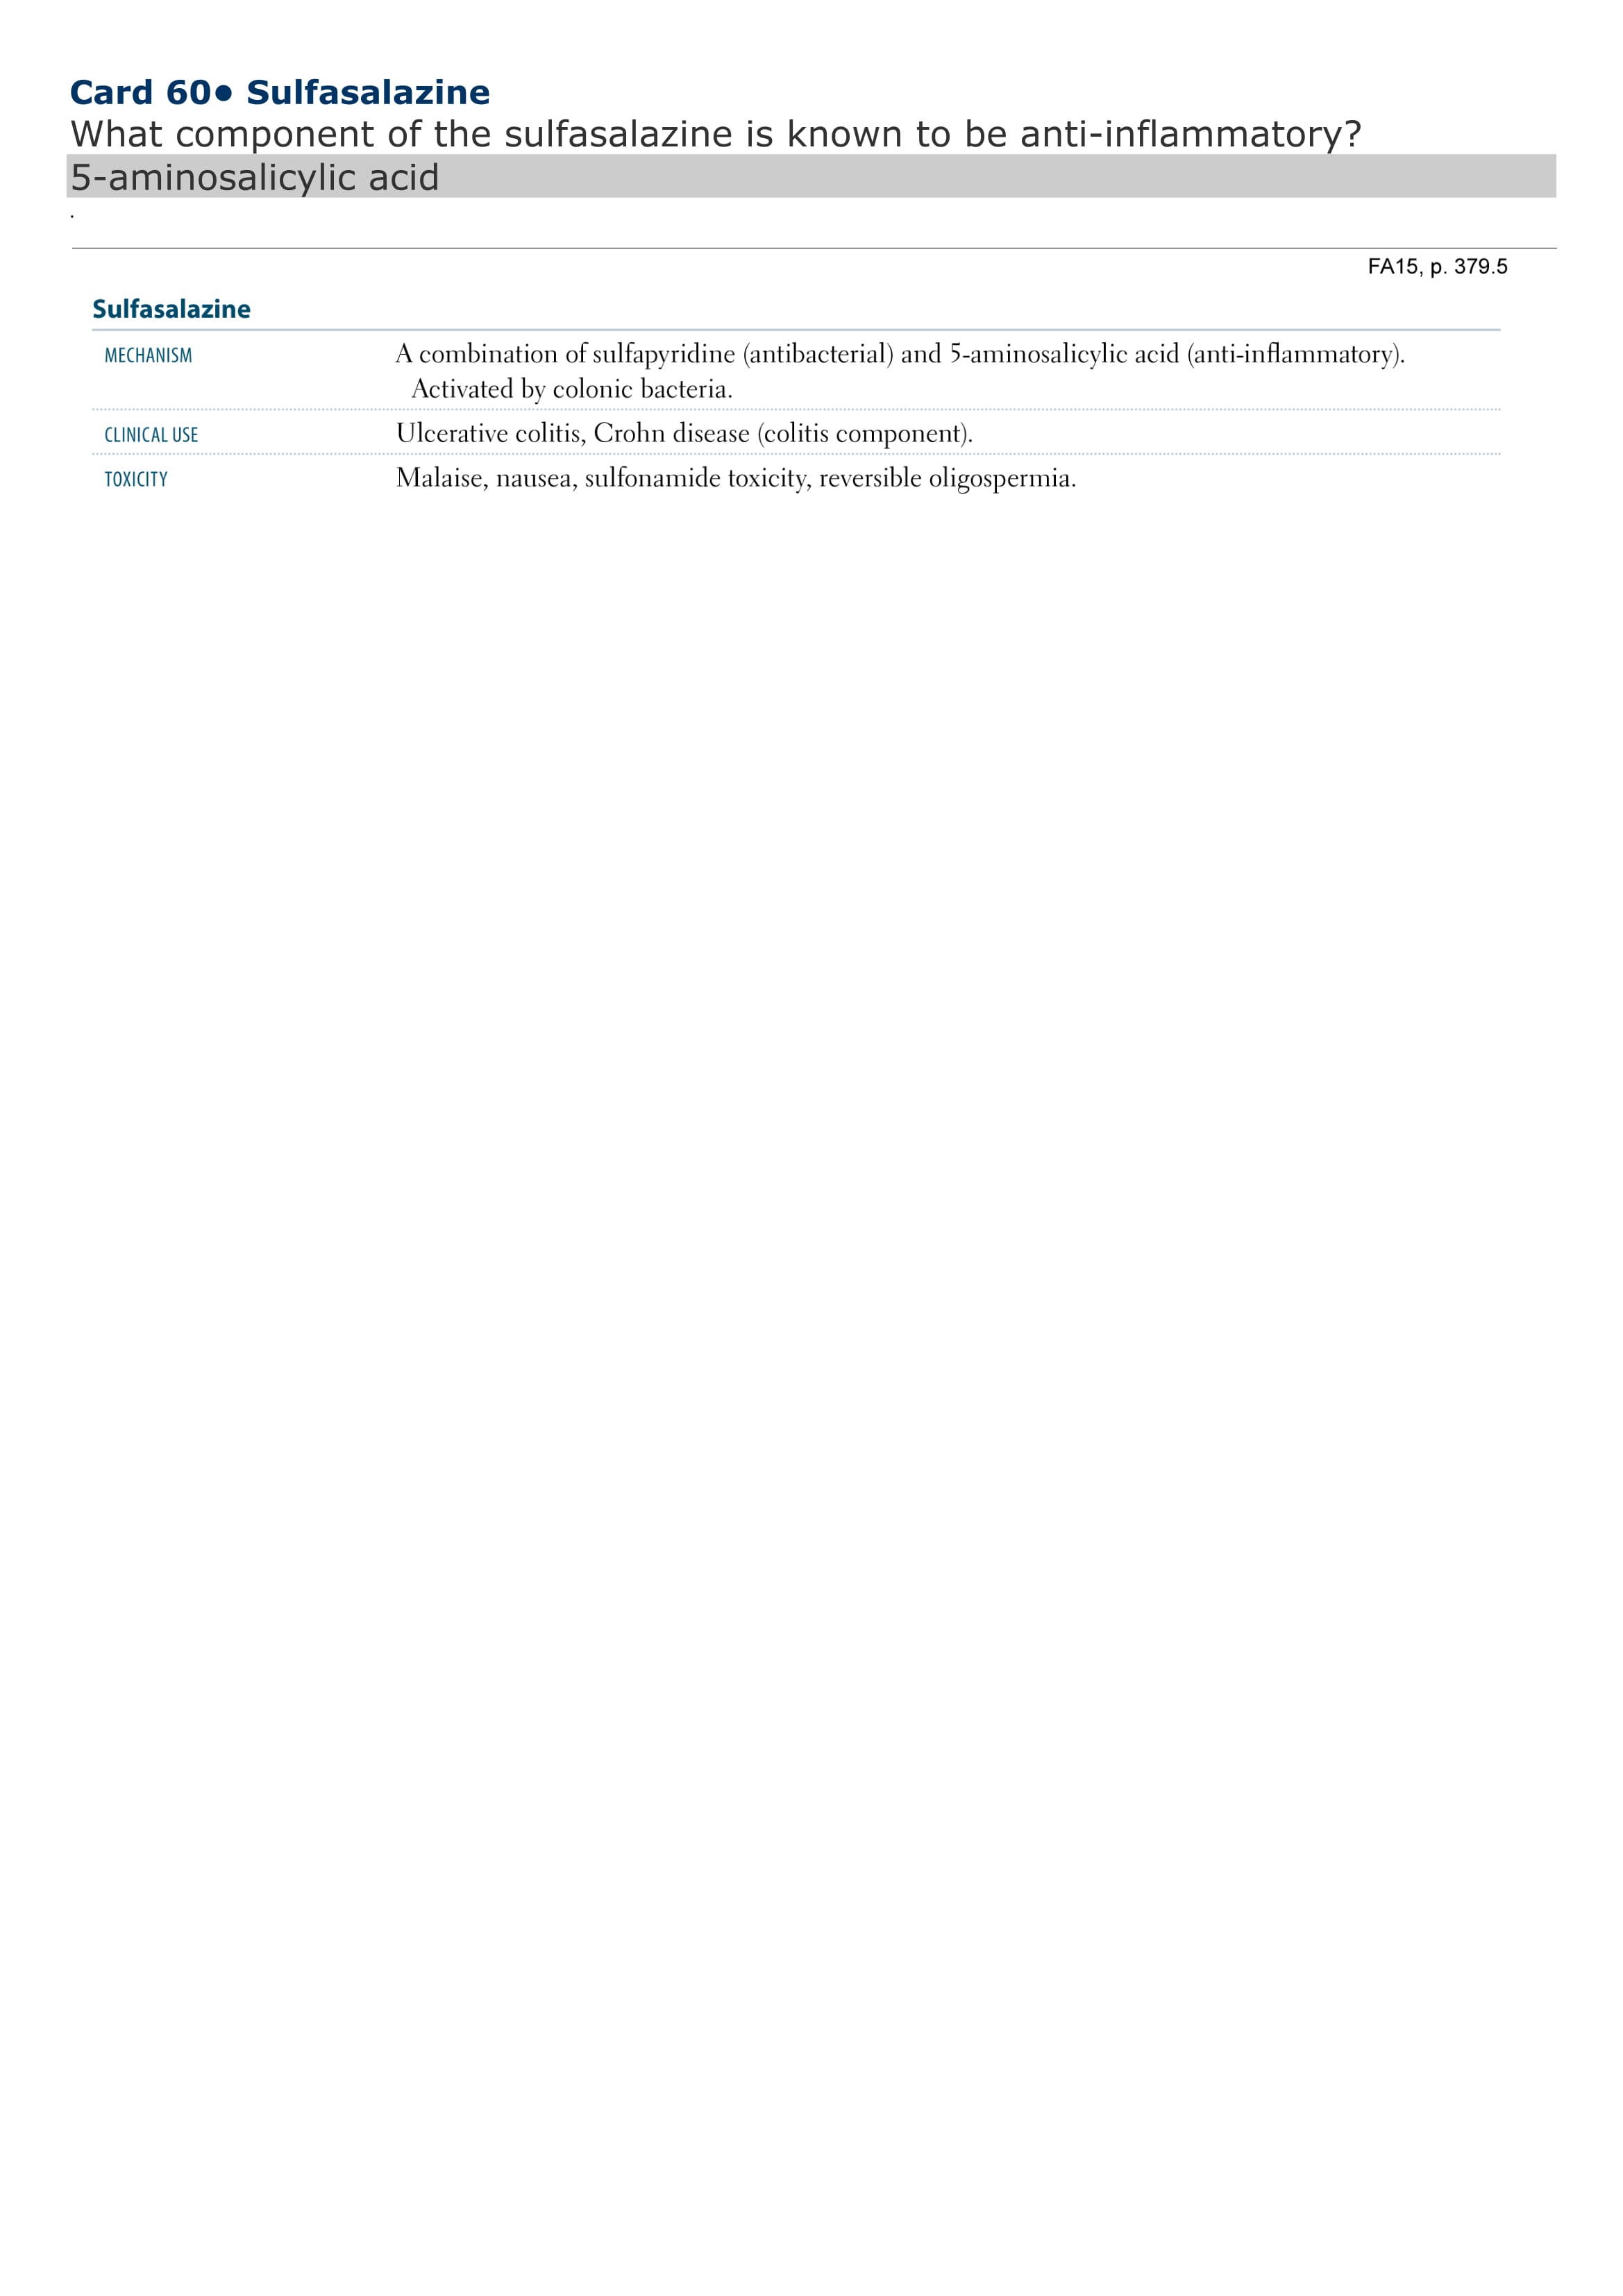 Card 60• Sulfasalazine
What component of the sulfasalazine is known to be anti-inflammatory?
5-aminosalicylic acid
.
FA15, p. 379.5
Sulfasalazine
MECHANISM A combination of sulfapyridine (antibacterial) and 5-aminosalicylic acid (anti-inflammatory).
Activated by colonic bacteria.
CLINICAL USE Ulcerative colitis, Crohn disease (colitis component).
TOXICITY Malaise, nausea, sulfonamide toxicity, reversible oligospermia.